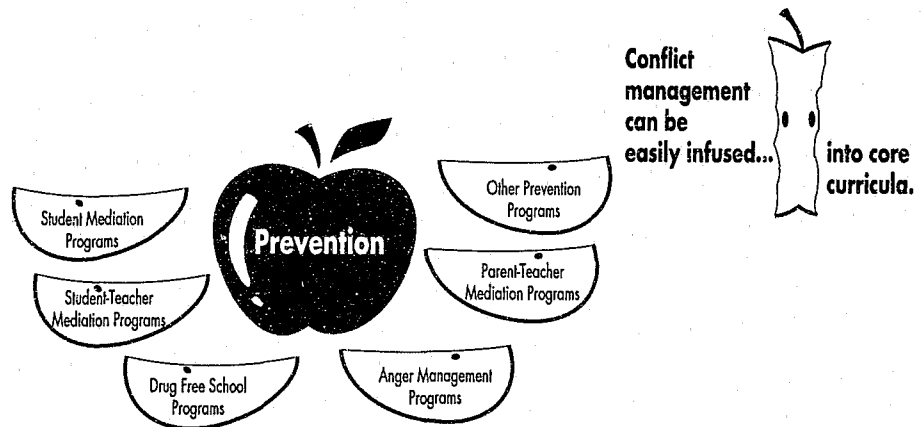 Conflict
management
can be
easily infused...
into core
curricula.
Prevention
Student Mediation
Programs
Student-Teacher
Mediation Programs
Drug Free School
Programs
Anger Management
Programs
Parent-Teacher
Mediation Programs
Other Prevention
Programs